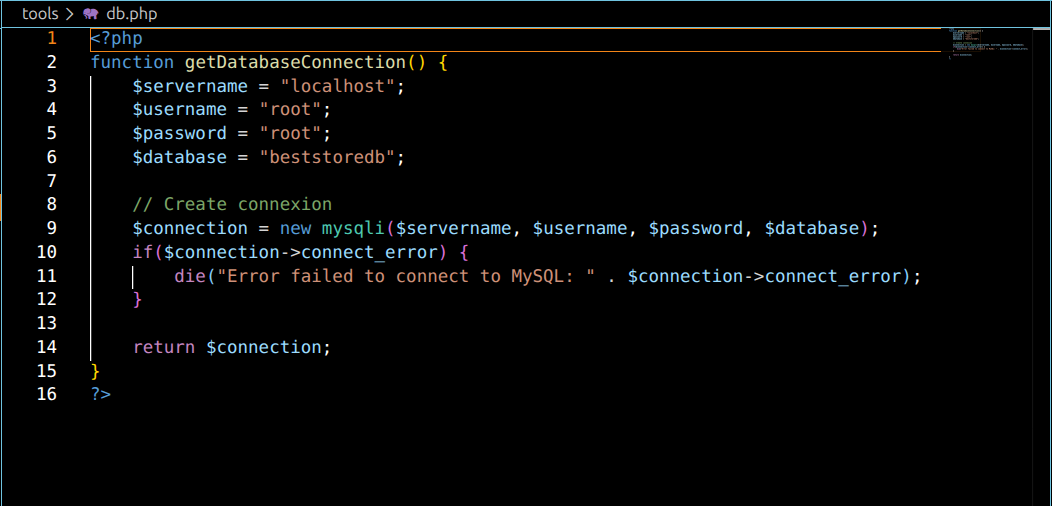 tools > db.php
1 <?php
2 function getDatabaseConnection() {
3     $servername = "localhost";
4     $username = "root";
5     $password = "root";
6     $database = "beststoredb";
7
8     // Create connexion
9     $connection = new mysqli($servername, $username, $password, $database);
10     if($connection->connect_error) {
11         die("Error failed to connect to MySQL: " . $connection->connect_error);
12     }
13
14     return $connection;
15 }
16 ?>